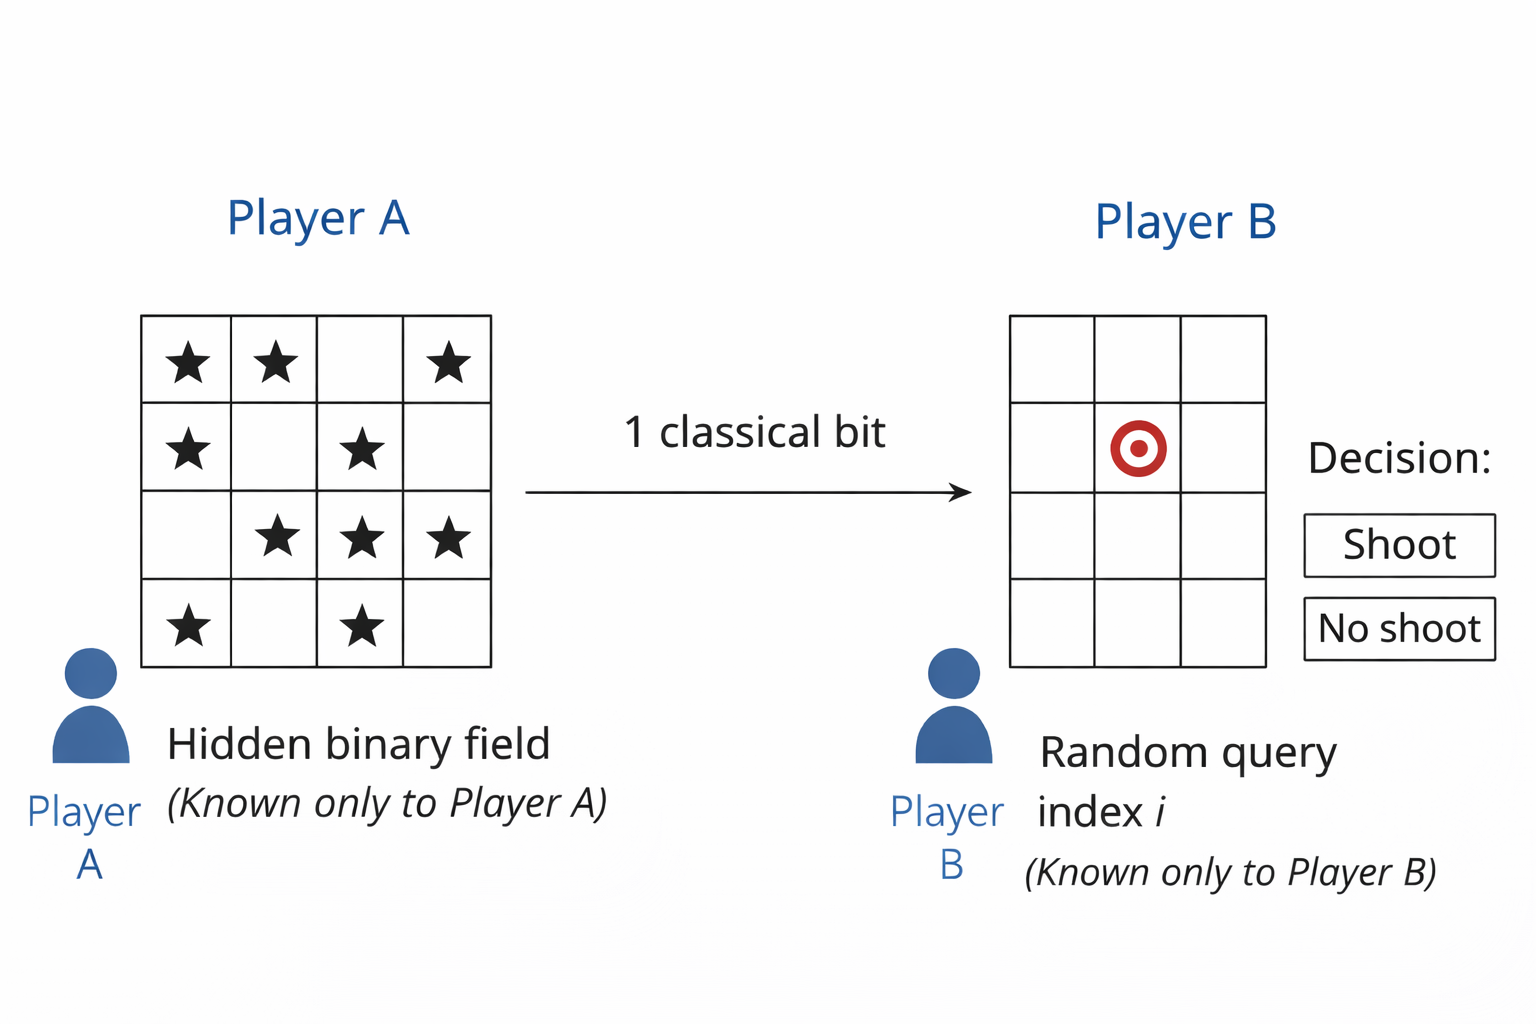 Player A
Player B
1 classical bit
Decision:
Shoot
No shoot
Hidden binary field
(Known only to Player A)
Player
A
Random query
index i
(Known only to Player B)
Player
B